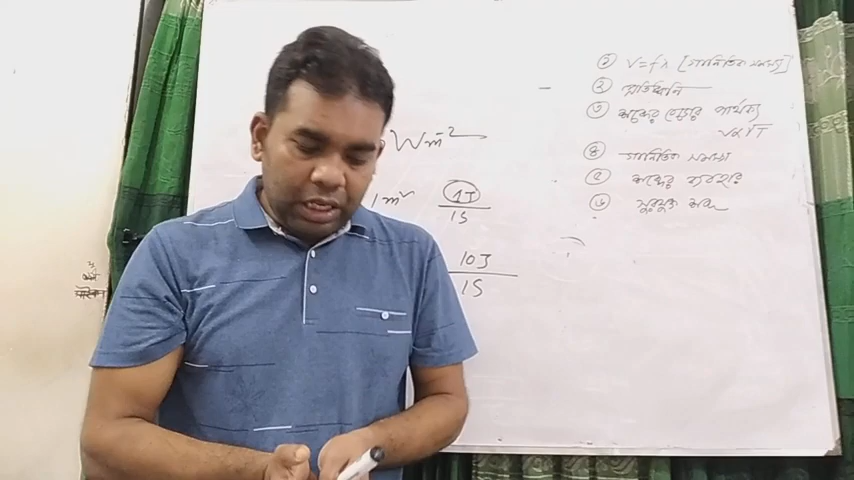 Wm⁻²
1m² 1J
1S
10J
1S
① V=fλ [গাণিতিক সমস্যা]
② প্রতিধ্বনি
③ শব্দের বেগের পার্থক্য
V∝√T
④ গাণিতিক সমস্যা
⑤ শব্দের ব্যবহার
⑥ সুরযুক্ত শব্দ